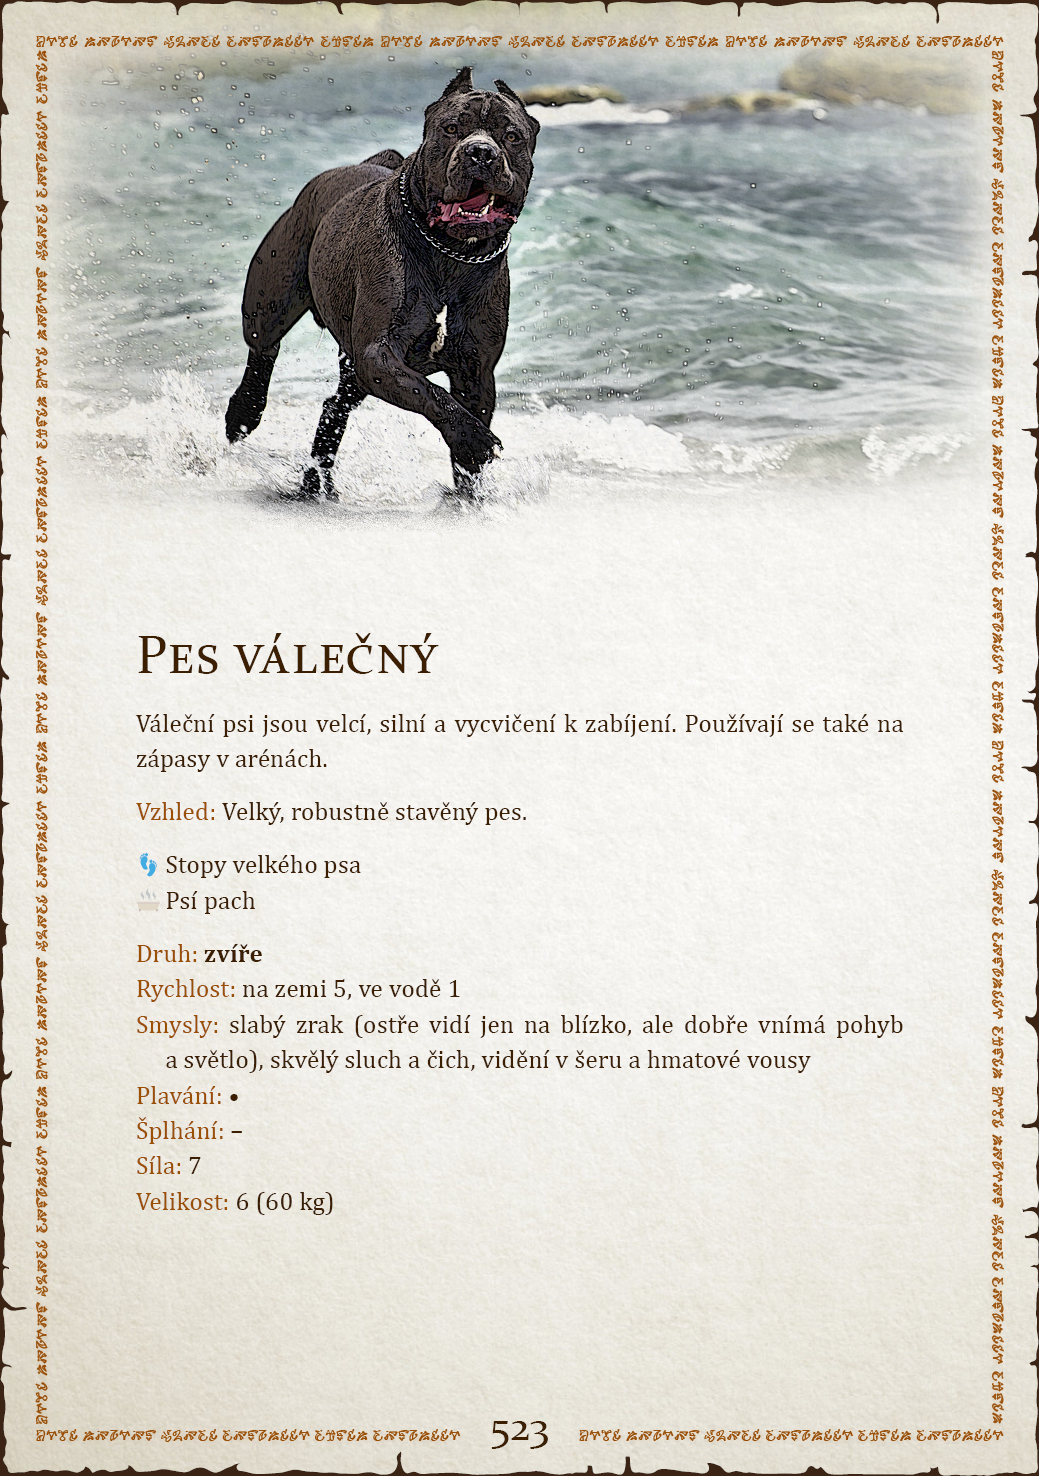 Pes válečný
Váleční psi jsou velcí, silní a vycvičení k zabíjení. Používají se také na
zápasy v arénách.
Vzhled: Velký, robustně stavěný pes.
Stopy velkého psa
Psí pach
Druh: zvíře
Rychlost: na zemi 5, ve vodě 1
Smysly: slabý zrak (ostře vidí jen na blízko, ale dobře vnímá pohyb
a světlo), skvělý sluch a čich, vidění v šeru a hmatové vousy
Plavání: •
Šplhání: –
Síla: 7
Velikost: 6 (60 kg)
523